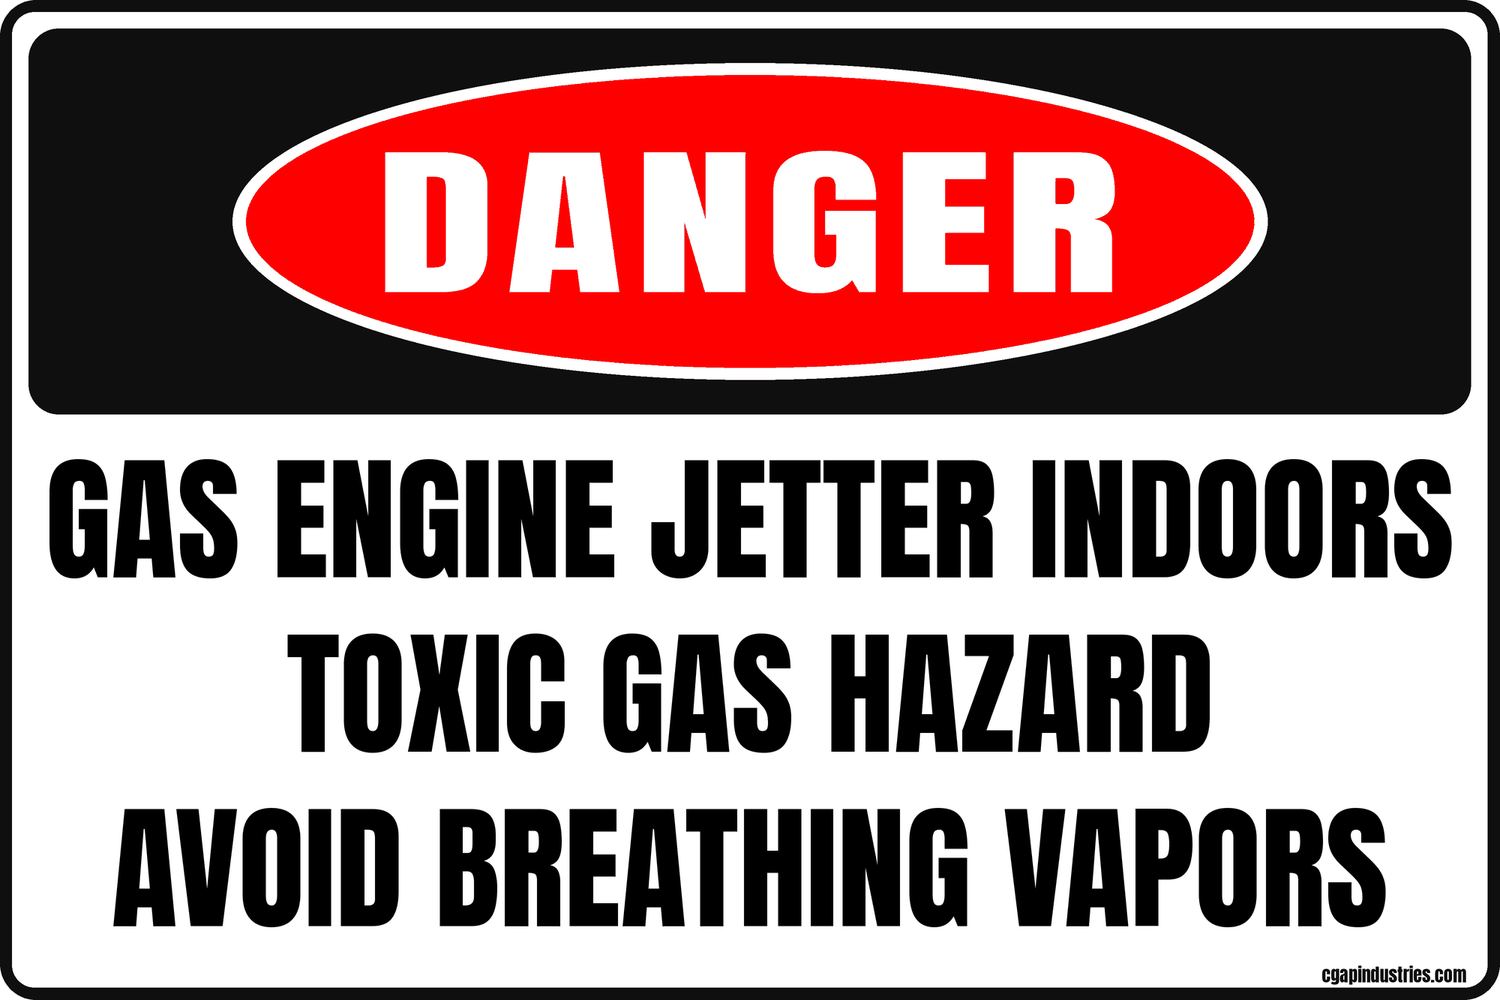 DANGER
GAS ENGINE JETTER INDOORS
TOXIC GAS HAZARD
AVOID BREATHING VAPORS
cgapindustries.com